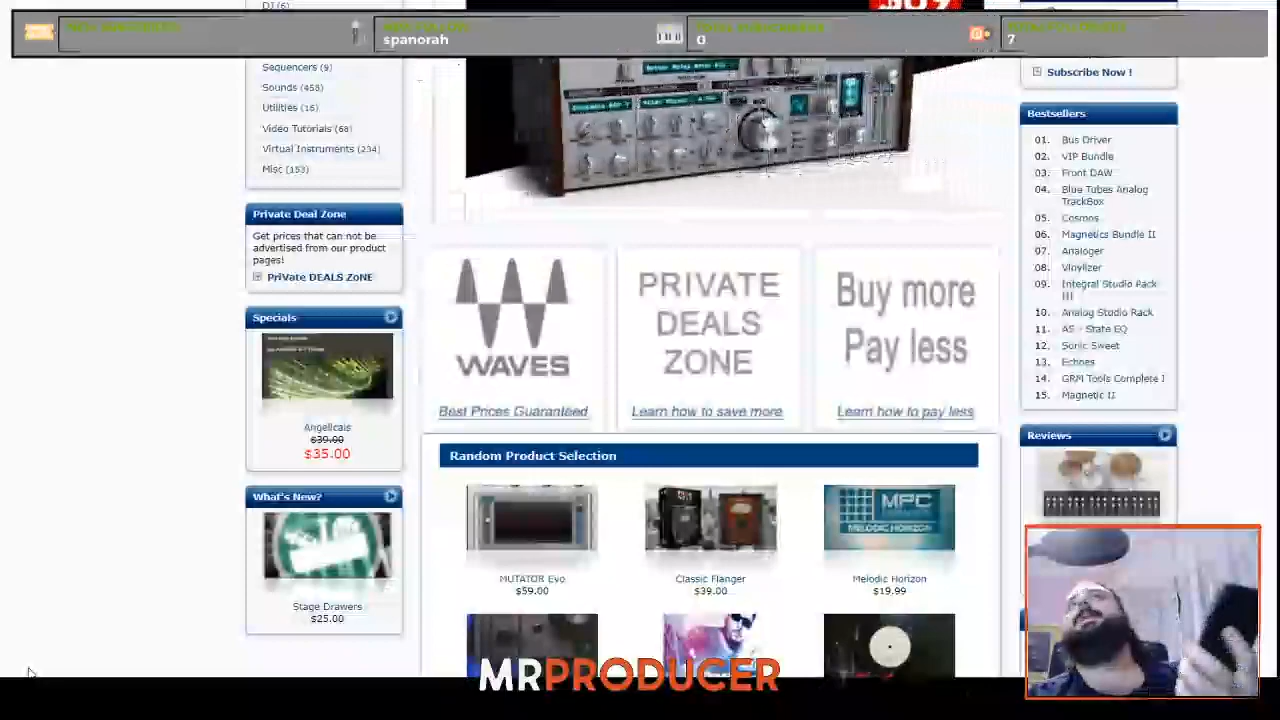 DJ (6)
spanorah
0
7
Sequencers (9)
Sounds (458)
Utilities (16)
Video Tutorials (68)
Virtual Instruments (234)
Misc (153)
Private Deal Zone
Get prices that can not be
advertised from our product
pages!
PriVate DEALS ZoNE
Specials
Angelicals
$39.00
$35.00
What's New?
Stage Drawers
$25.00
WAVES
Best Prices Guaranteed
PRIVATE
DEALS
ZONE
Learn how to save more
Buy more
Pay less
Learn how to pay less
Random Product Selection
MUTATOR Evo
$59.00
Classic Flanger
$39.00
MPC
MELODIC HORIZON
Melodic Horizon
$19.99
Subscribe Now !
Bestsellers
01. Bus Driver
02. VIP Bundle
03. Front DAW
04. Blue Tubes Analog
TrackBox
05. Cosmos
06. Magnetics Bundle II
07. Analoger
08. Vinylizer
09. Integral Studio Pack
III
10. Analog Studio Rack
11. AS - State EQ
12. Sonic Sweet
13. Echoes
14. GRM Tools Complete I
15. Magnetic II
Reviews
MRPRODUCER